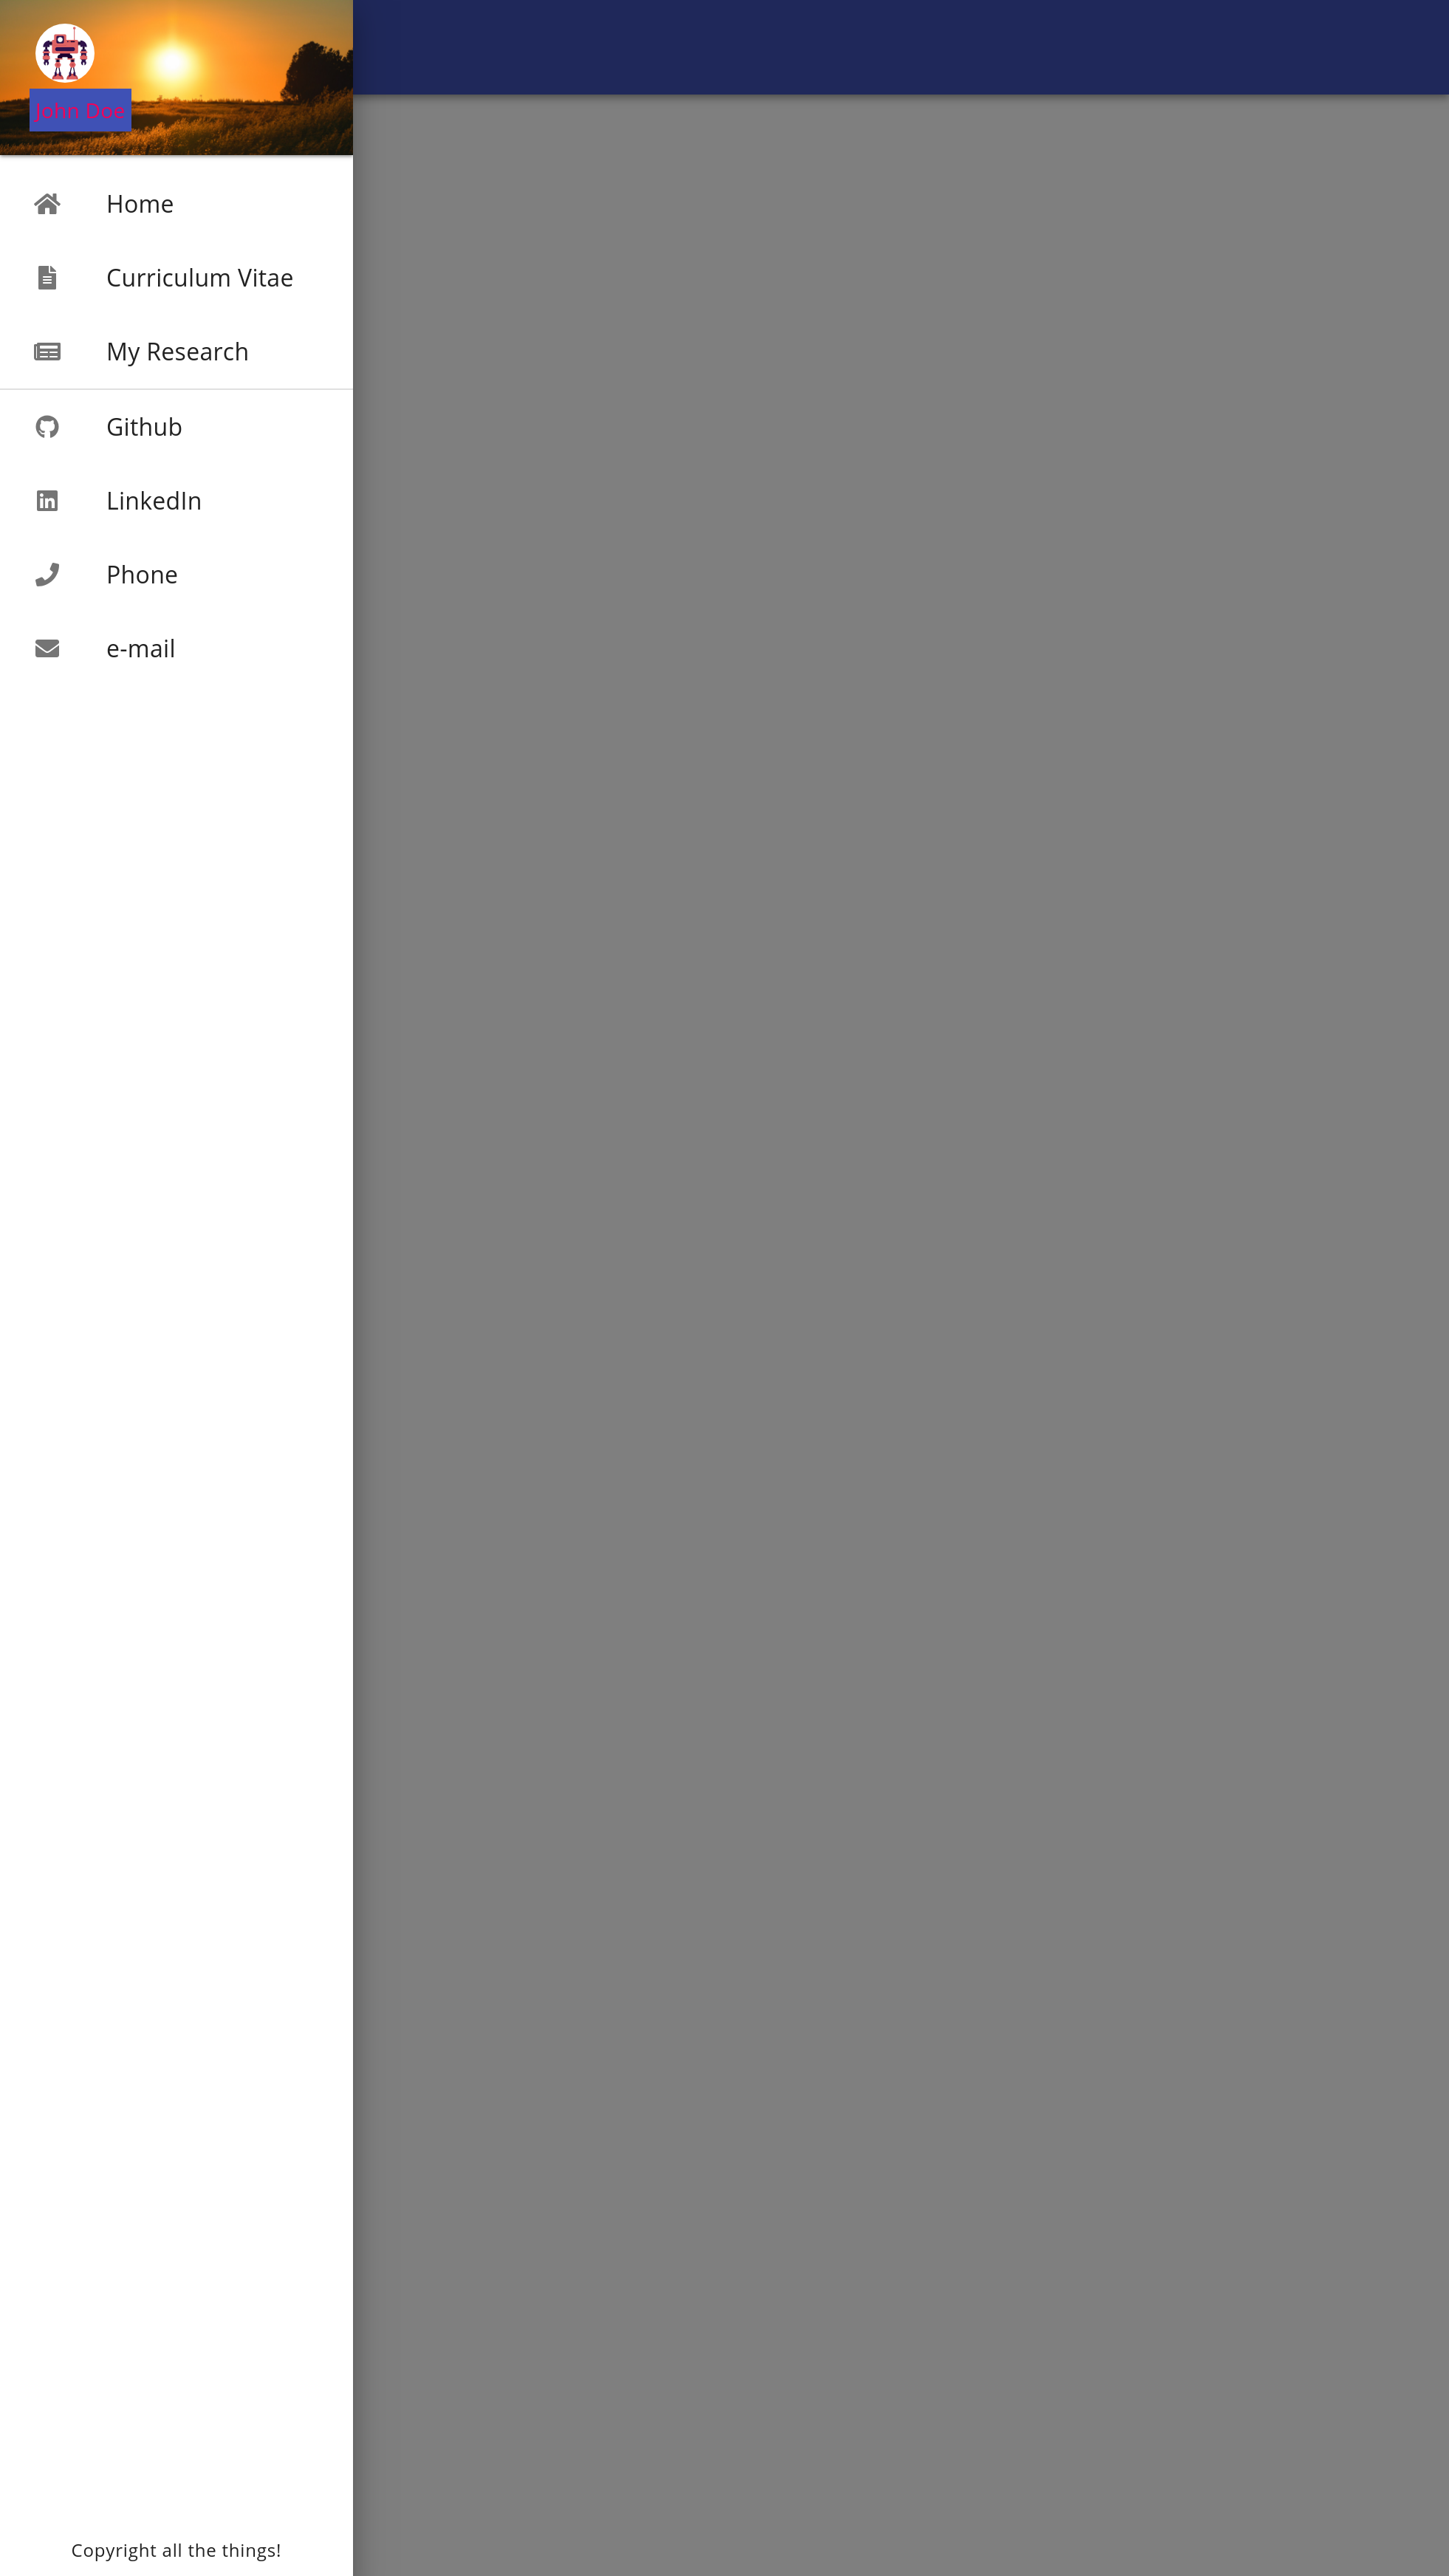 John Doe
Home
Curriculum Vitae
My Research
Github
LinkedIn
Phone
e-mail
Copyright all the things!